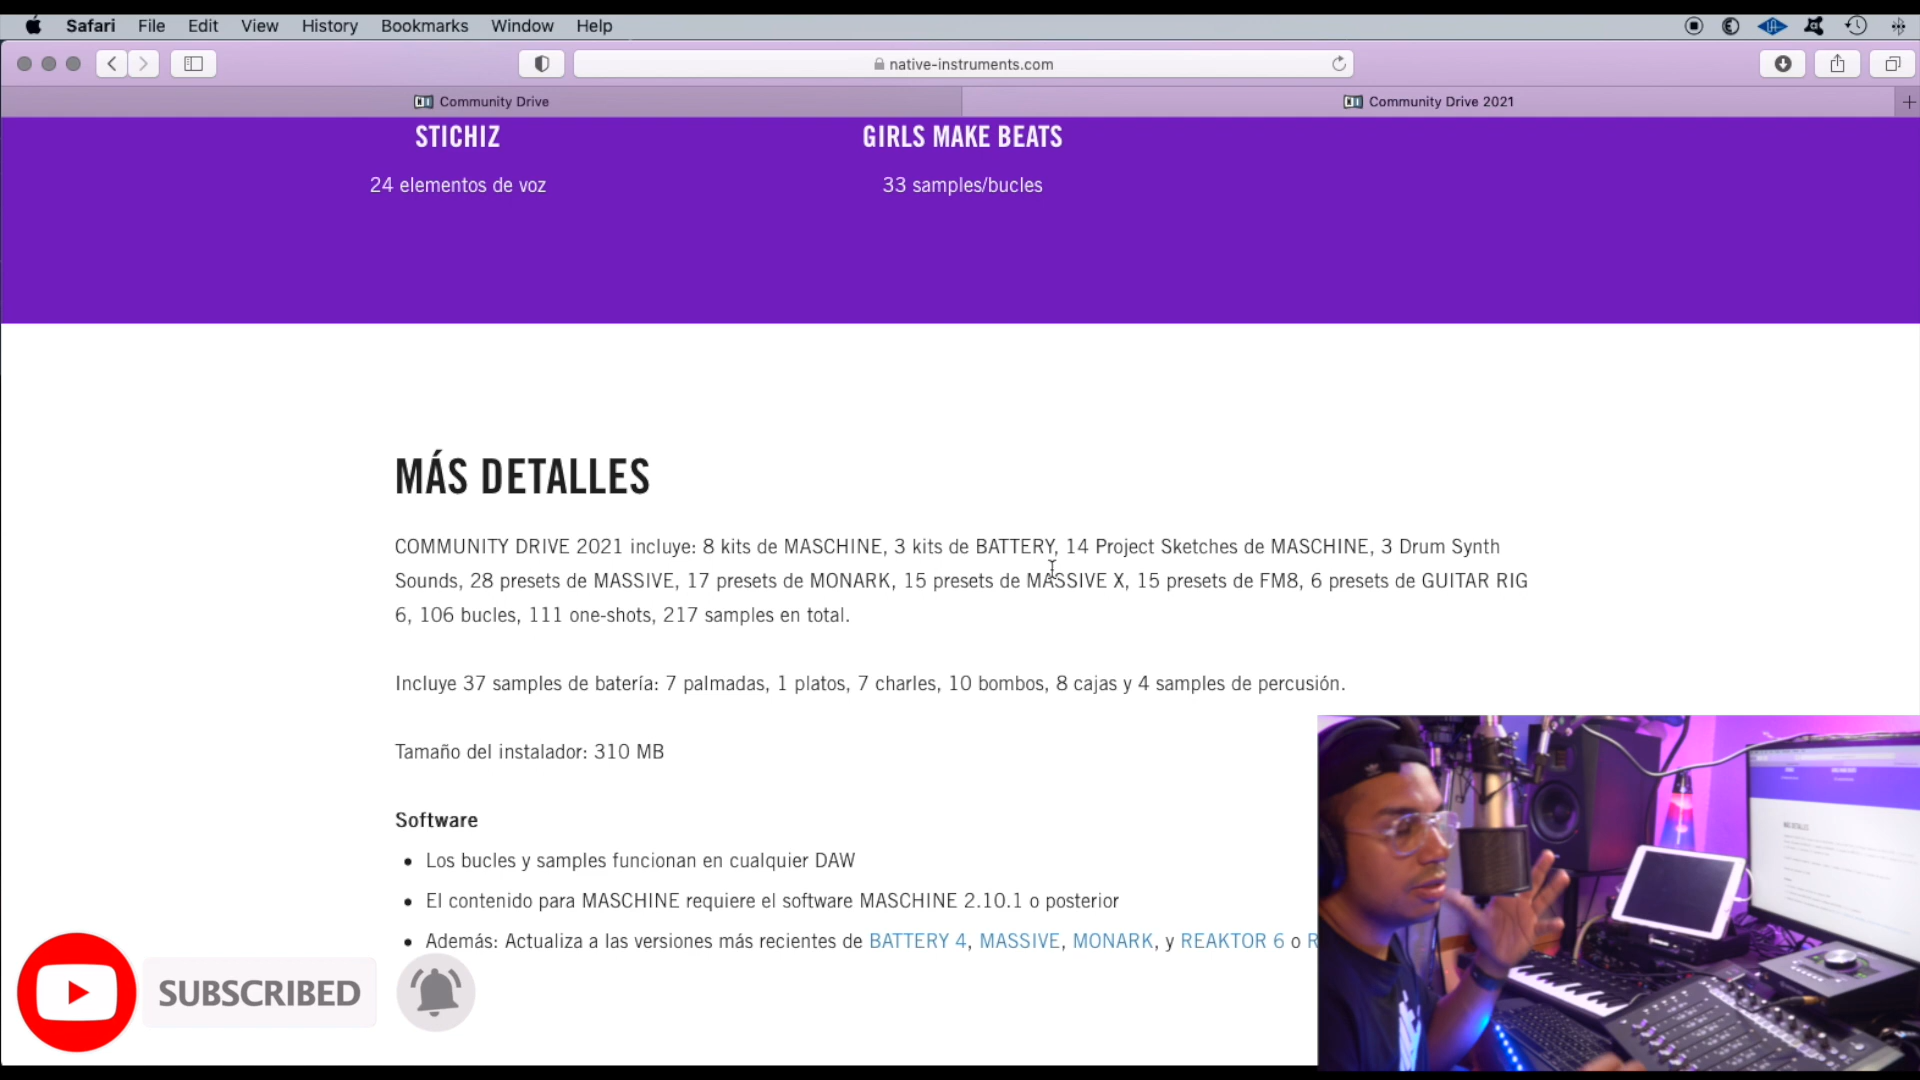 Safari File Edit View History Bookmarks Window Help
native-instruments.com
Community Drive
Community Drive 2021
STICHIZ
GIRLS MAKE BEATS
24 elementos de voz
33 samples/bucles
MÁS DETALLES
COMMUNITY DRIVE 2021 incluye: 8 kits de MASCHINE, 3 kits de BATTERY, 14 Project Sketches de MASCHINE, 3 Drum Synth
Sounds, 28 presets de MASSIVE, 17 presets de MONARK, 15 presets de MASSIVE X, 15 presets de FM8, 6 presets de GUITAR RIG
6, 106 bucles, 111 one-shots, 217 samples en total.
Incluye 37 samples de batería: 7 palmadas, 1 platos, 7 charles, 10 bombos, 8 cajas y 4 samples de percusión.
Tamaño del instalador: 310 MB
Software
Los bucles y samples funcionan en cualquier DAW
El contenido para MASCHINE requiere el software MASCHINE 2.10.1 o posterior
Además: Actualiza a las versiones más recientes de BATTERY 4, MASSIVE, MONARK, y REAKTOR 6 o R
SUBSCRIBED
MÁS DETALLES